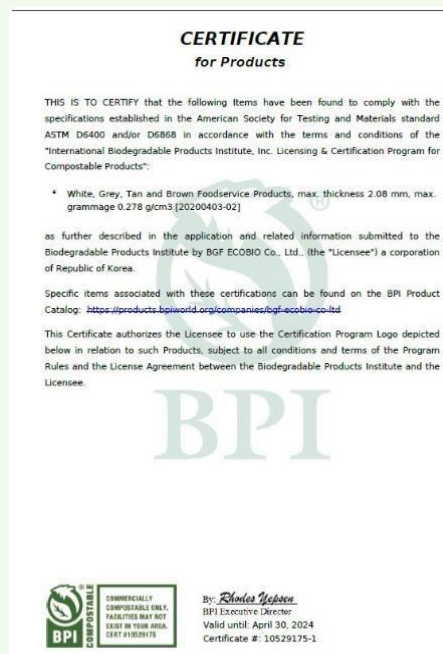 CERTIFICATE
for Products
THIS IS TO CERTIFY that the following Items have been found to comply with the
specifications established in the American Society for Testing and Materials standard
ASTM D6400 and/or D6868 in accordance with the terms and conditions of the
"International Biodegradable Products Institute, Inc. Licensing & Certification Program for
Compostable Products":
* White, Grey, Tan and Brown Foodservice Products, max. thickness 2.08 mm, max.
grammage 0.278 g/cm3 [20200403-02]
as further described in the application and related information submitted to the
Biodegradable Products Institute by BGF ECOBIO Co., Ltd., (the "Licensee") a corporation
of Republic of Korea.
Specific items associated with these certifications can be found on the BPI Product
Catalog: https://products.bpiworld.org/companies/bgf-ecobio-co-ltd
This Certificate authorizes the Licensee to use the Certification Program Logo depicted
below in relation to such Products, subject to all conditions and terms of the Program
Rules and the License Agreement between the Biodegradable Products Institute and the
Licensee.
BPI
®
BPI
COMPOSTABLE
COMMERCIALLY
COMPOSTABLE ONLY.
FACILITIES MAY NOT
EXIST IN YOUR AREA.
CERT #10529175
By: Rhodes Yepsen
BPI Executive Director
Valid until: April 30, 2024
Certificate #: 10529175-1